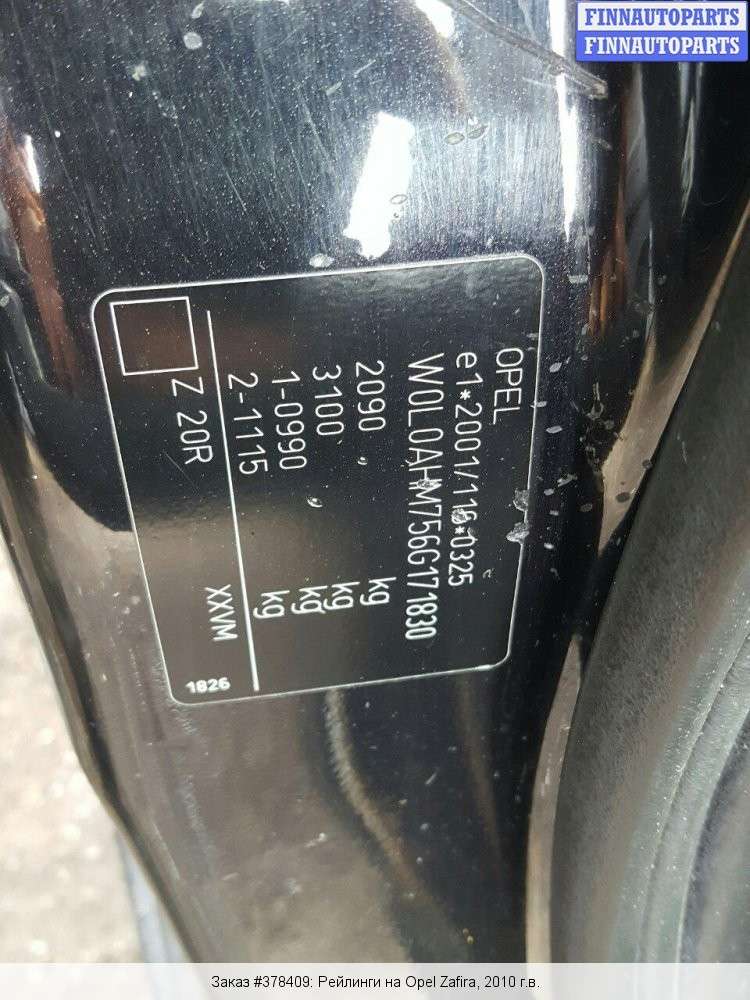 FINNAUTOPARTS
FINNAUTOPARTS
OPEL
e1*2001/116*0325
W0L0AHM756G171830
2090 kg
3100 kg
1-0990 kg
2-1115 kg
XXVM
Z 20R
1826
Заказ #378409: Рейлинги на Opel Zafira, 2010 г.в.